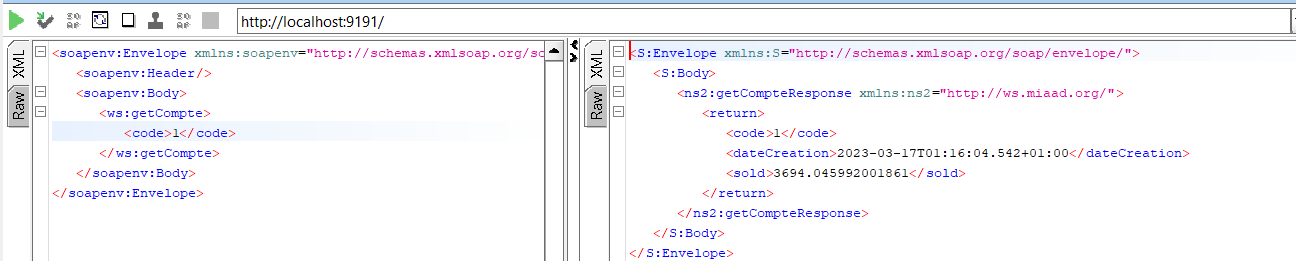 http://localhost:9191/
XML
Raw
<soapenv:Envelope xmlns:soapenv="http://schemas.xmlsoap.org/so
<soapenv:Header/>
<soapenv:Body>
<ws:getCompte>
<code>1</code>
</ws:getCompte>
</soapenv:Body>
</soapenv:Envelope>
XML
Raw
<S:Envelope xmlns:S="http://schemas.xmlsoap.org/soap/envelope/">
<S:Body>
<ns2:getCompteResponse xmlns:ns2="http://ws.miaad.org/">
<return>
<code>1</code>
<dateCreation>2023-03-17T01:16:04.542+01:00</dateCreation>
<sold>3694.045992001861</sold>
</return>
</ns2:getCompteResponse>
</S:Body>
</S:Envelope>